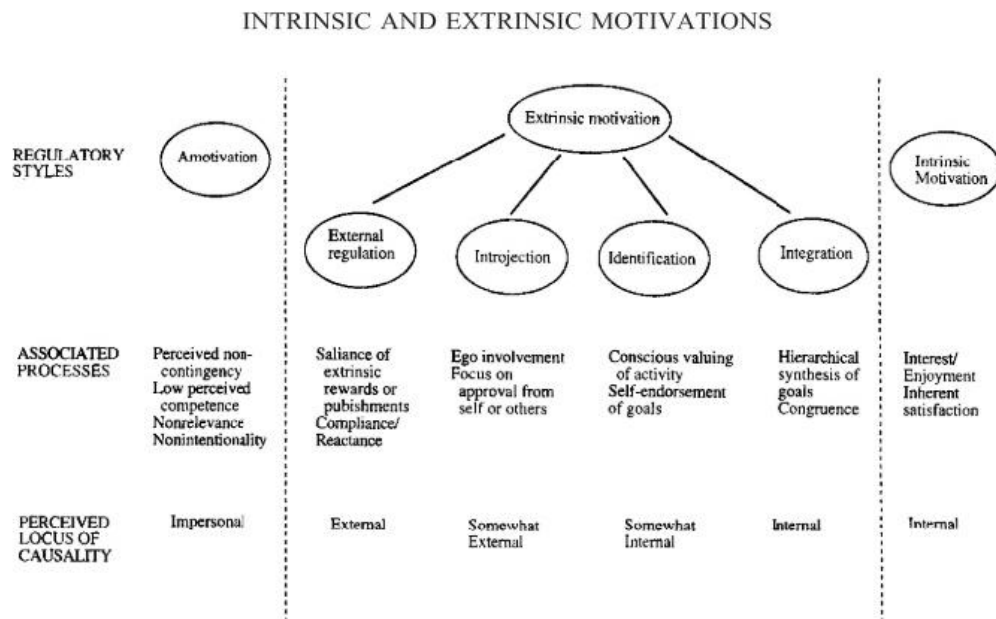 INTRINSIC AND EXTRINSIC MOTIVATIONS
Extrinsic motivation
REGULATORY
STYLES
Amotivation
Intrinsic
Motivation
External
regulation
Introjection
Identification
Integration
ASSOCIATED
PROCESSES
Perceived non-
contingency
Low perceived
competence
Nonrelevance
Nonintentionality
Saliance of
extrinsic
rewards or
pubishments
Compliance/
Reactance
Ego involvement
Focus on
approval from
self or others
Conscious valuing
of activity
Self-endorsement
of goals
Hierarchical
synthesis of
goals
Congruence
Interest/
Enjoyment
Inherent
satisfaction
PERCEIVED
LOCUS OF
CAUSALITY
Impersonal
External
Somewhat
External
Somewhat
Internal
Internal
Internal